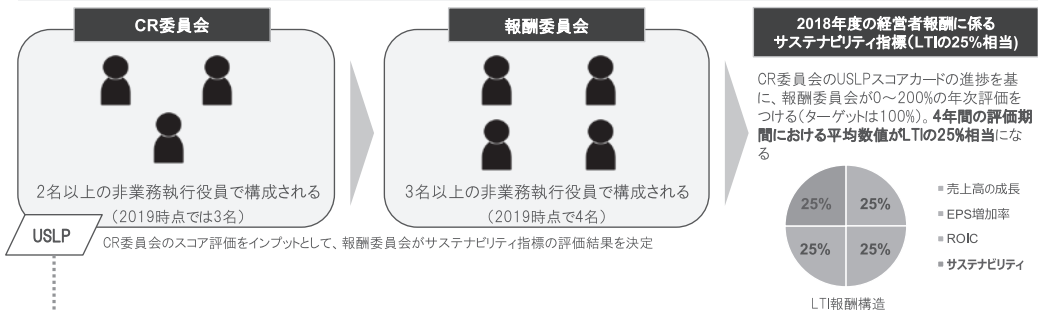 CR委員会
2名以上の非業務執行役員で構成される
（2019時点では3名）
報酬委員会
3名以上の非業務執行役員で構成される
（2019時点で4名）
USLP
CR委員会のスコア評価をインプットとして、報酬委員会がサステナビリティ指標の評価結果を決定
2018年度の経営者報酬に係る
サステナビリティ指標（LTIの25%相当）
CR委員会のUSLPスコアカードの進捗を基
に、報酬委員会が0～200%の年次評価を
つける（ターゲットは100%）。4年間の評価期
間における平均数値がLTIの25%相当にな
る
25% 25%
25% 25%
売上高の成長
EPS増加率
ROIC
サステナビリティ
LTI報酬構造